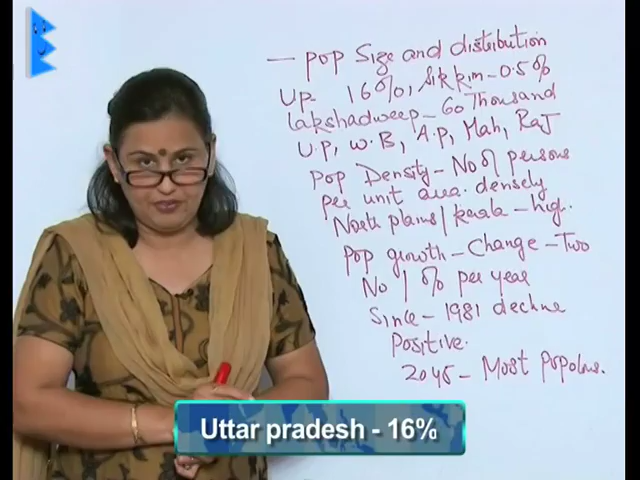 — Pop Size and distribution
UP- 16%, Sikkim - 0.5%
Lakshadweep - 60 Thousand
U.P, W.B, A.P, Mah, Raj
Pop Density - No of persons
per unit area. densely
North plains / kerala - high.
Pop growth - Change - Two
No / % per year
Since - 1981 decline
Positive.
2045 - Most Populous.
Uttar pradesh - 16%